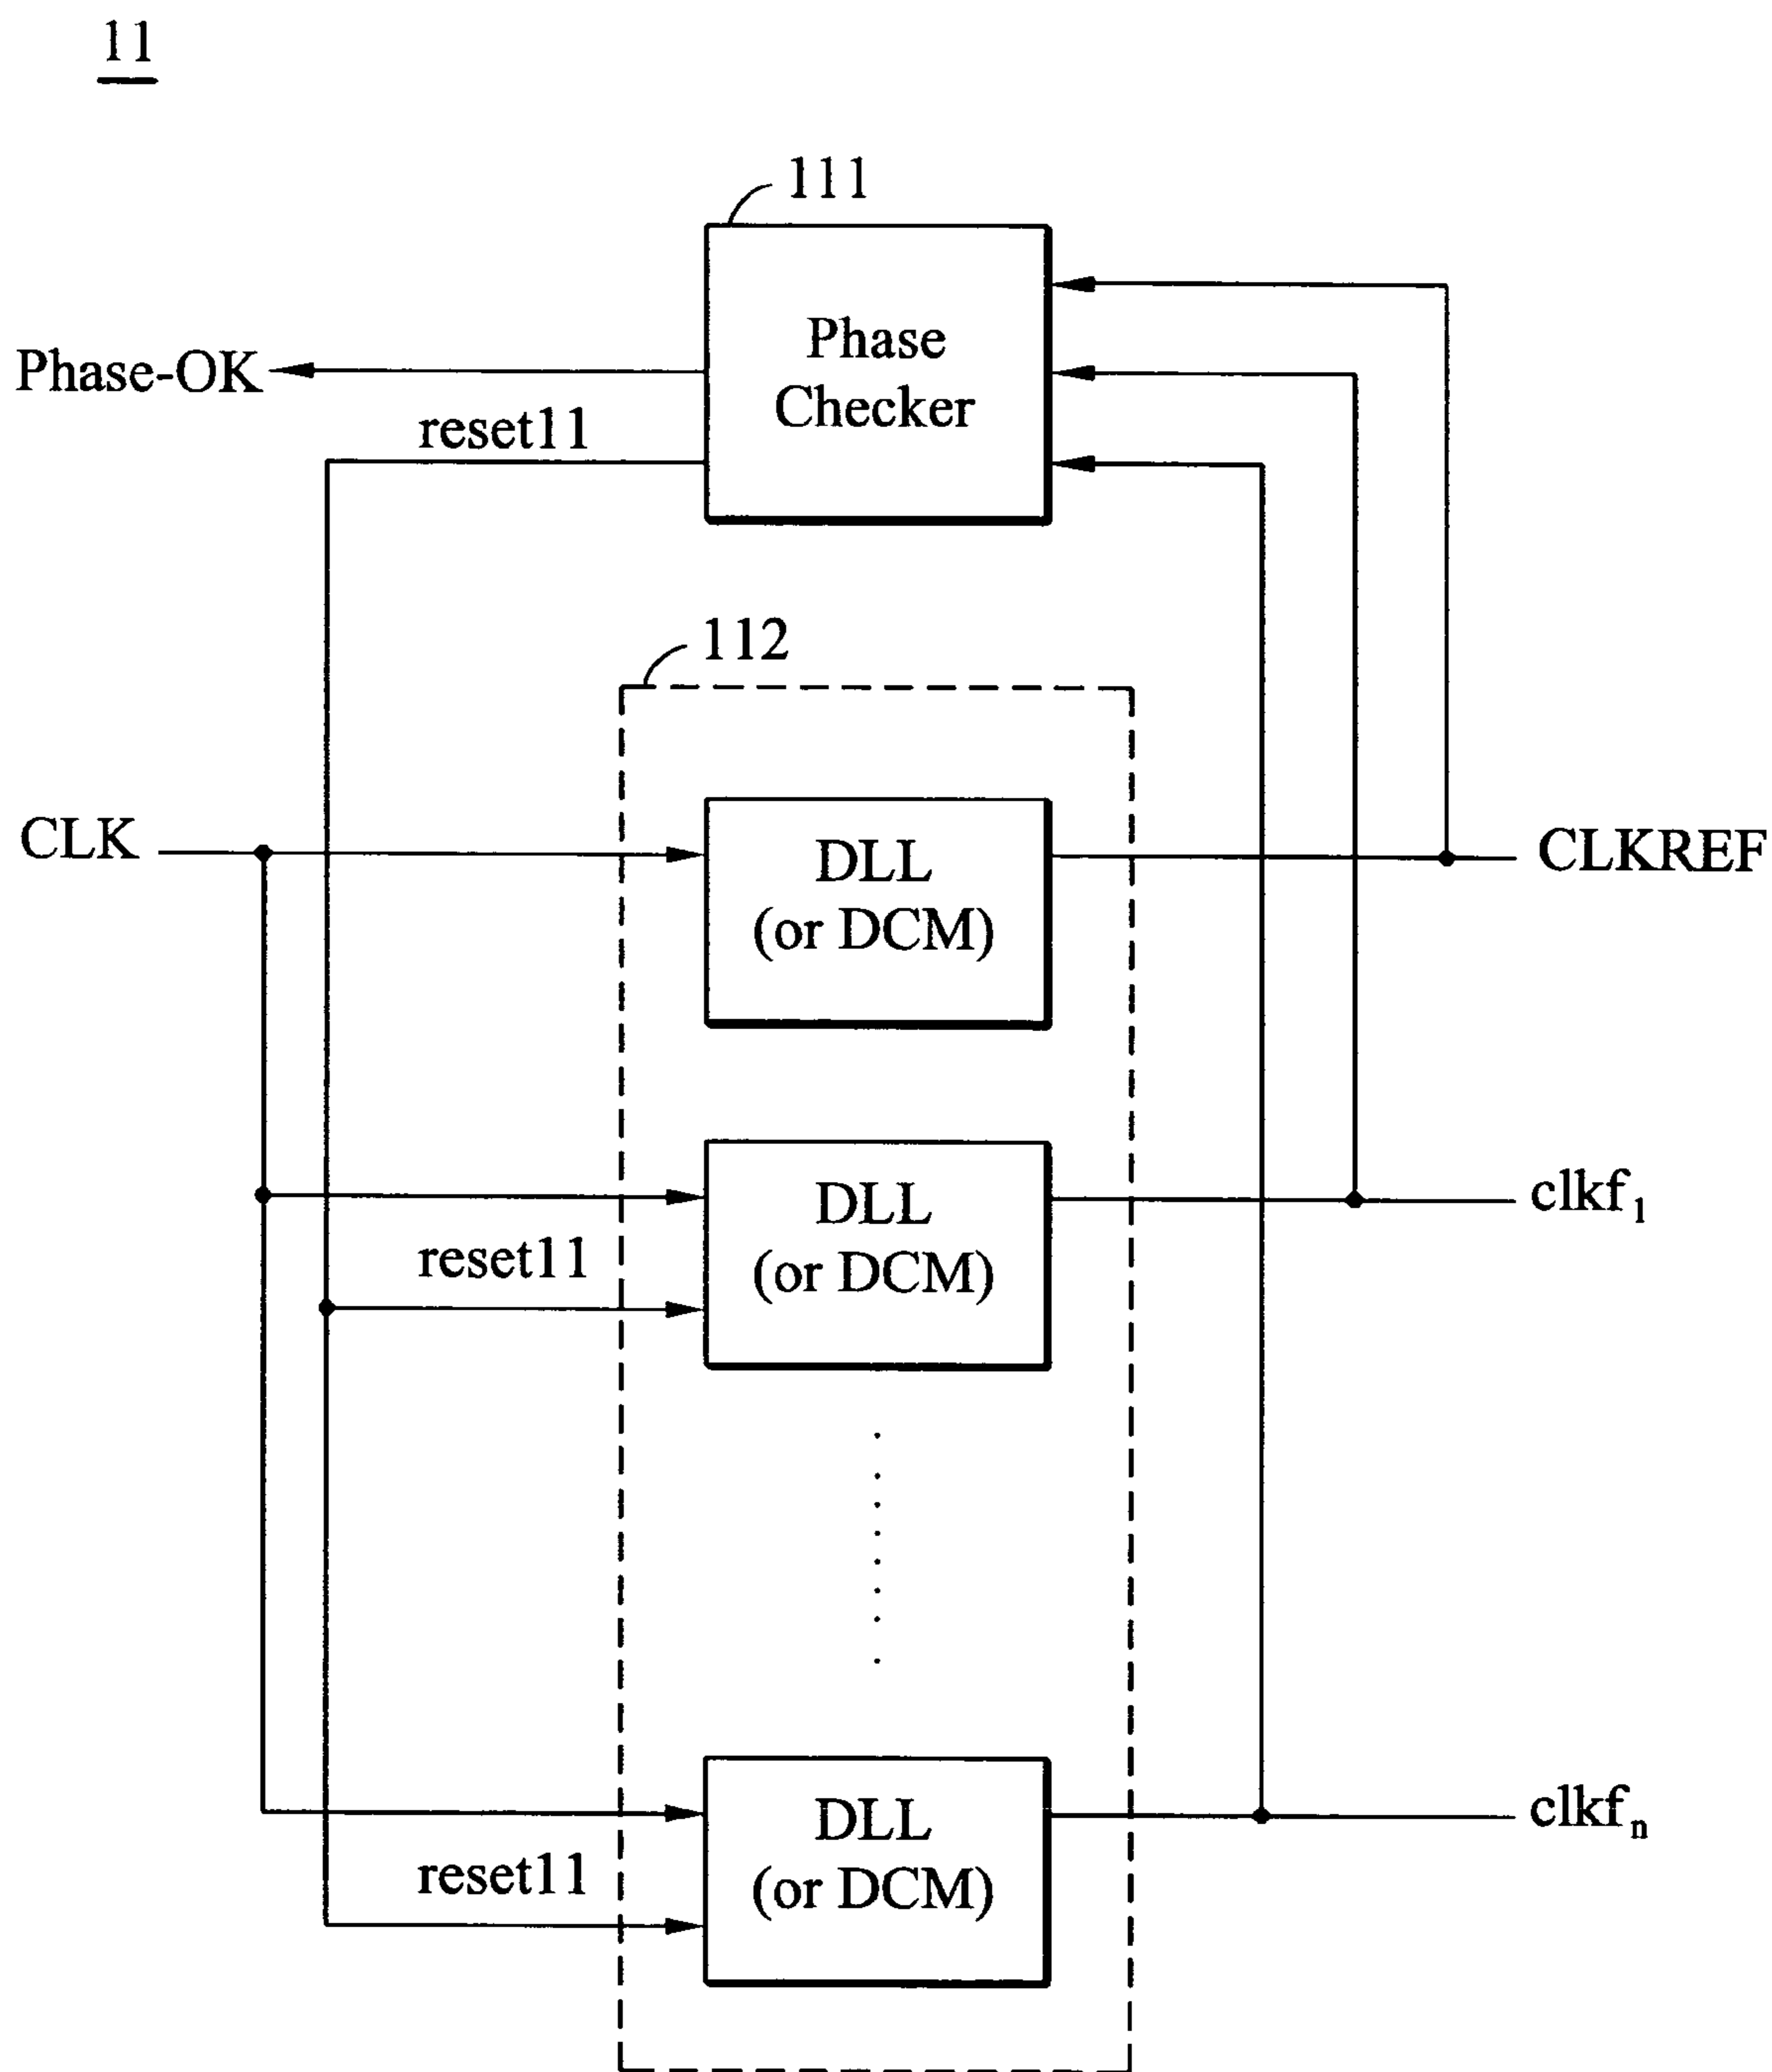 11
111
Phase
Checker
Phase-OK
reset11
112
CLK
DLL
(or DCM)
CLKREF
DLL
(or DCM)
clkf1
reset11
DLL
(or DCM)
clkfn
reset11